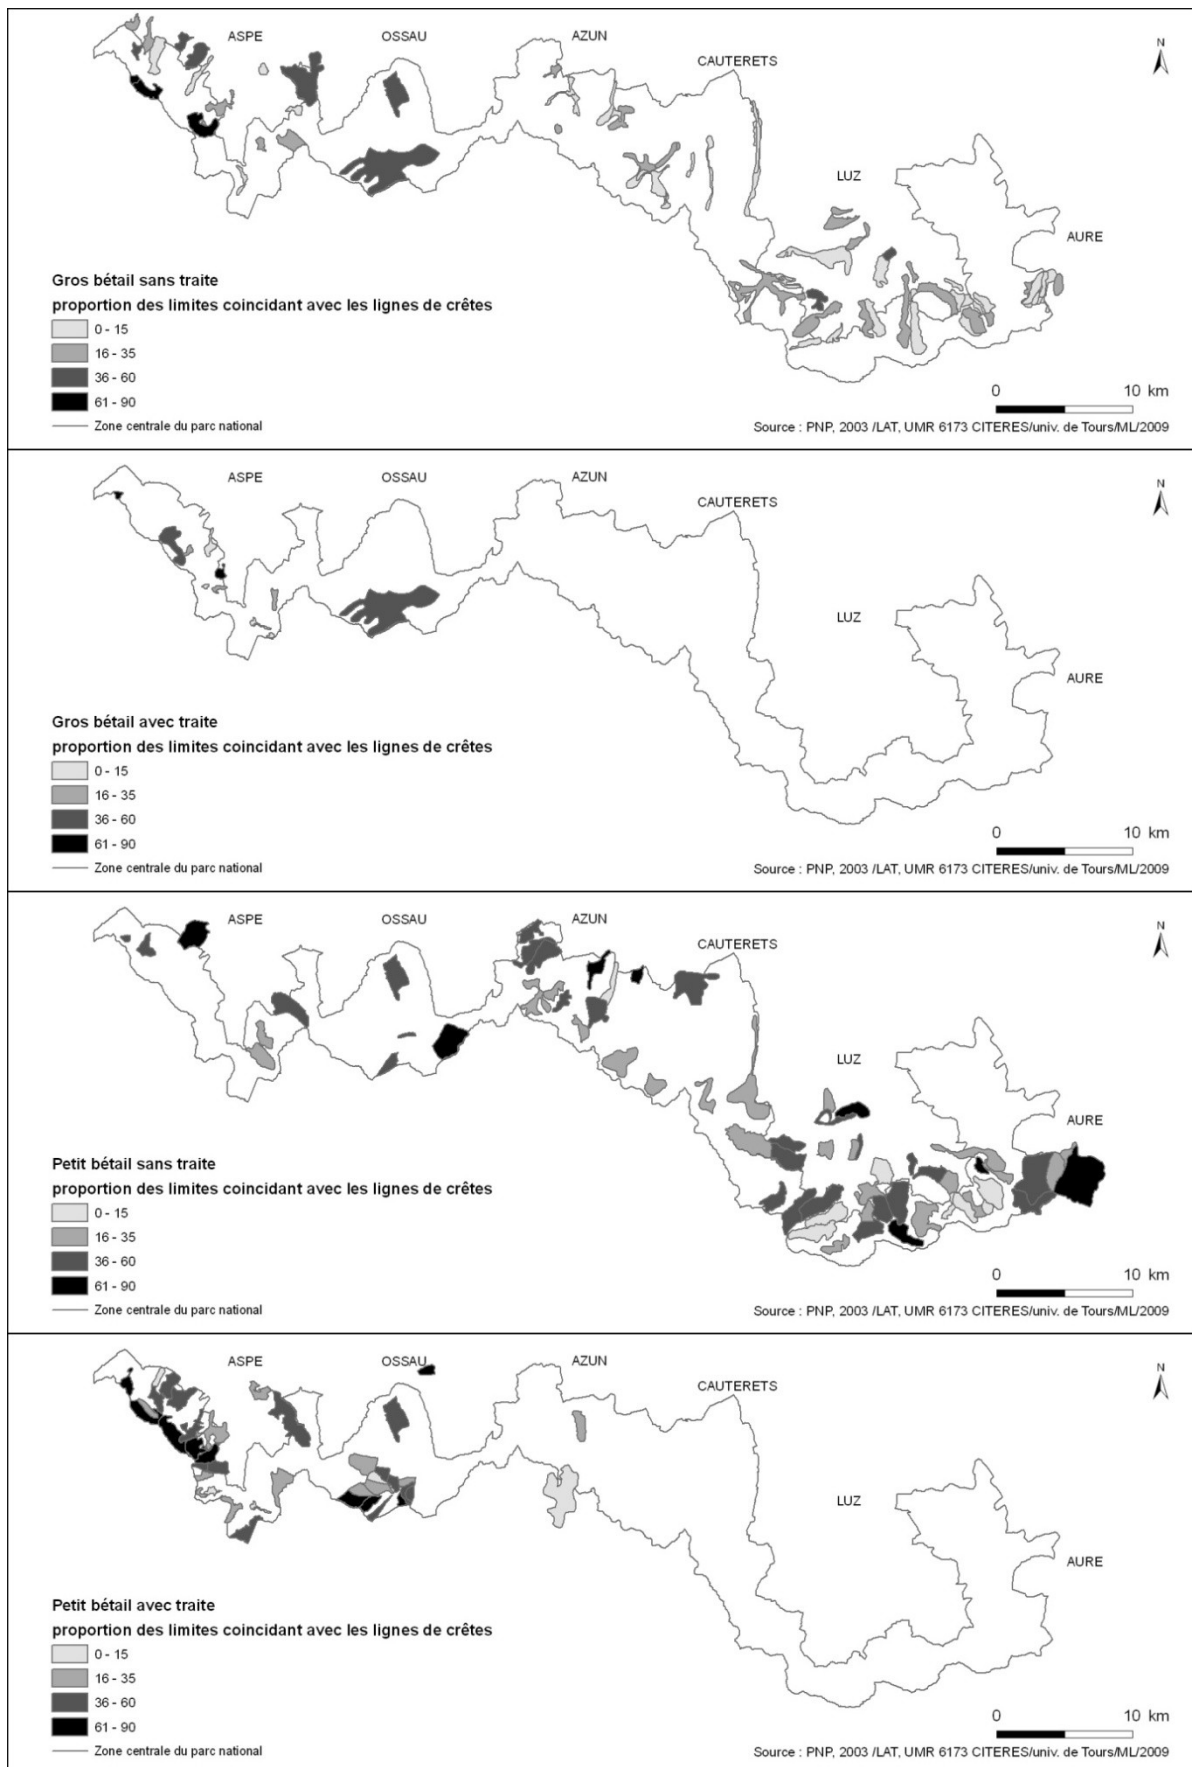 ASPE OSSAU AZUN
CAUTERETS
N
LUZ
AURE
Gros bétail sans traite
proportion des limites coincidant avec les lignes de crêtes
0 - 15
16 - 35
36 - 60
61 - 90
Zone centrale du parc national
0 10 km
Source : PNP, 2003 /LAT, UMR 6173 CITERES/univ. de Tours/ML/2009
ASPE OSSAU AZUN
CAUTERETS
N
LUZ
AURE
Gros bétail avec traite
proportion des limites coincidant avec les lignes de crêtes
0 - 15
16 - 35
36 - 60
61 - 90
Zone centrale du parc national
0 10 km
Source : PNP, 2003 /LAT, UMR 6173 CITERES/univ. de Tours/ML/2009
ASPE OSSAU AZUN
CAUTERETS
N
LUZ
AURE
Petit bétail sans traite
proportion des limites coincidant avec les lignes de crêtes
0 - 15
16 - 35
36 - 60
61 - 90
Zone centrale du parc national
0 10 km
Source : PNP, 2003 /LAT, UMR 6173 CITERES/univ. de Tours/ML/2009
ASPE OSSAU AZUN
CAUTERETS
N
LUZ
AURE
Petit bétail avec traite
proportion des limites coincidant avec les lignes de crêtes
0 - 15
16 - 35
36 - 60
61 - 90
Zone centrale du parc national
0 10 km
Source : PNP, 2003 /LAT, UMR 6173 CITERES/univ. de Tours/ML/2009